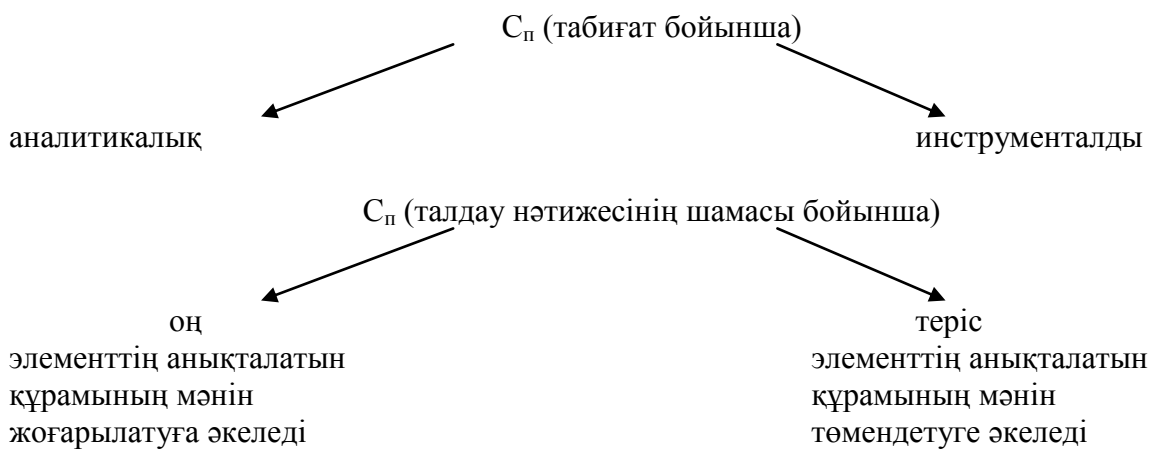 Сп (табиғат бойынша)
аналитикалық инструменталды
Сп (талдау нәтижесінің шамасы бойынша)
оң теріс
элементтің анықталатын элементтің анықталатын
құрамының мәнін құрамының мәнін
жоғарылатуға әкеледі төмендетуге әкеледі